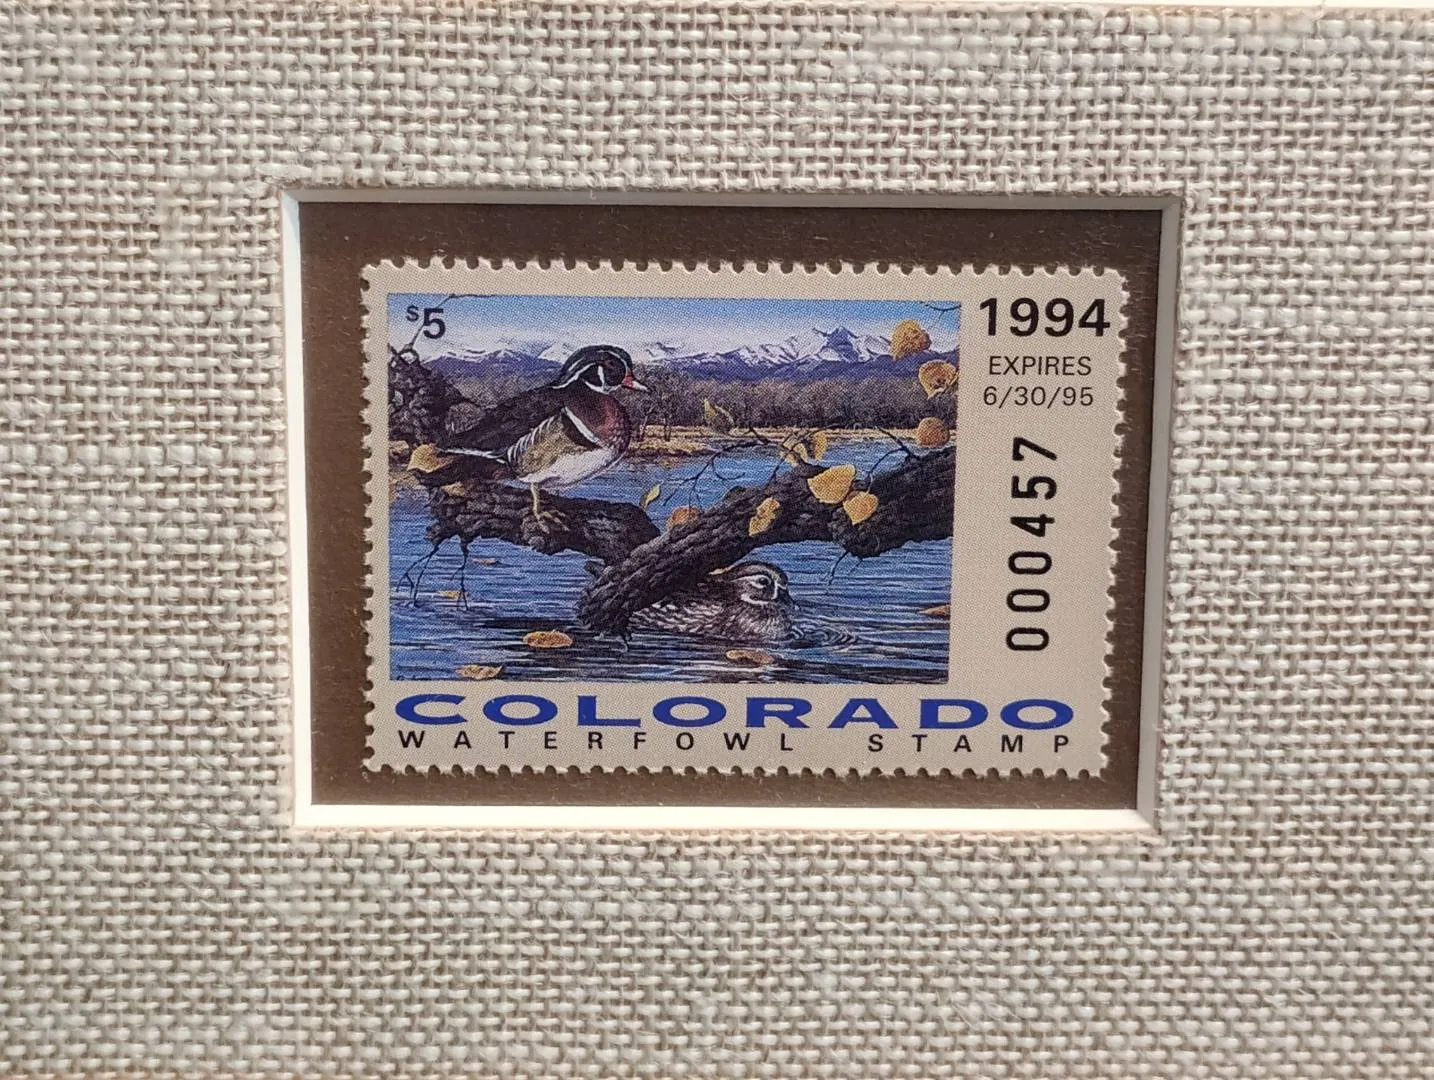 $5
1994
EXPIRES
6/30/95
000457
COLORADO
WATERFOWL STAMP